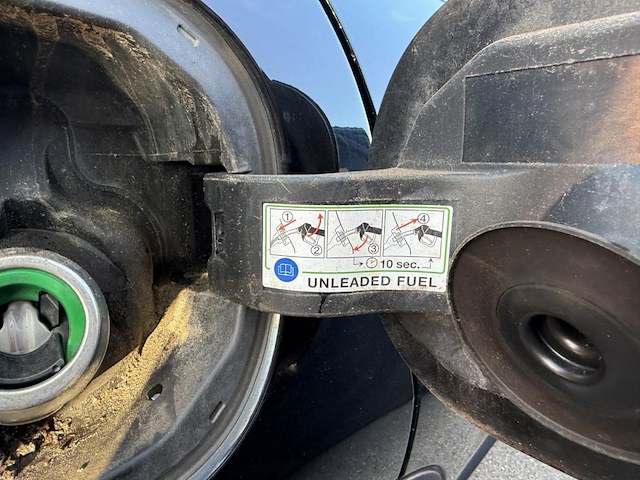 ① ② ③ ④
10 sec.
UNLEADED FUEL